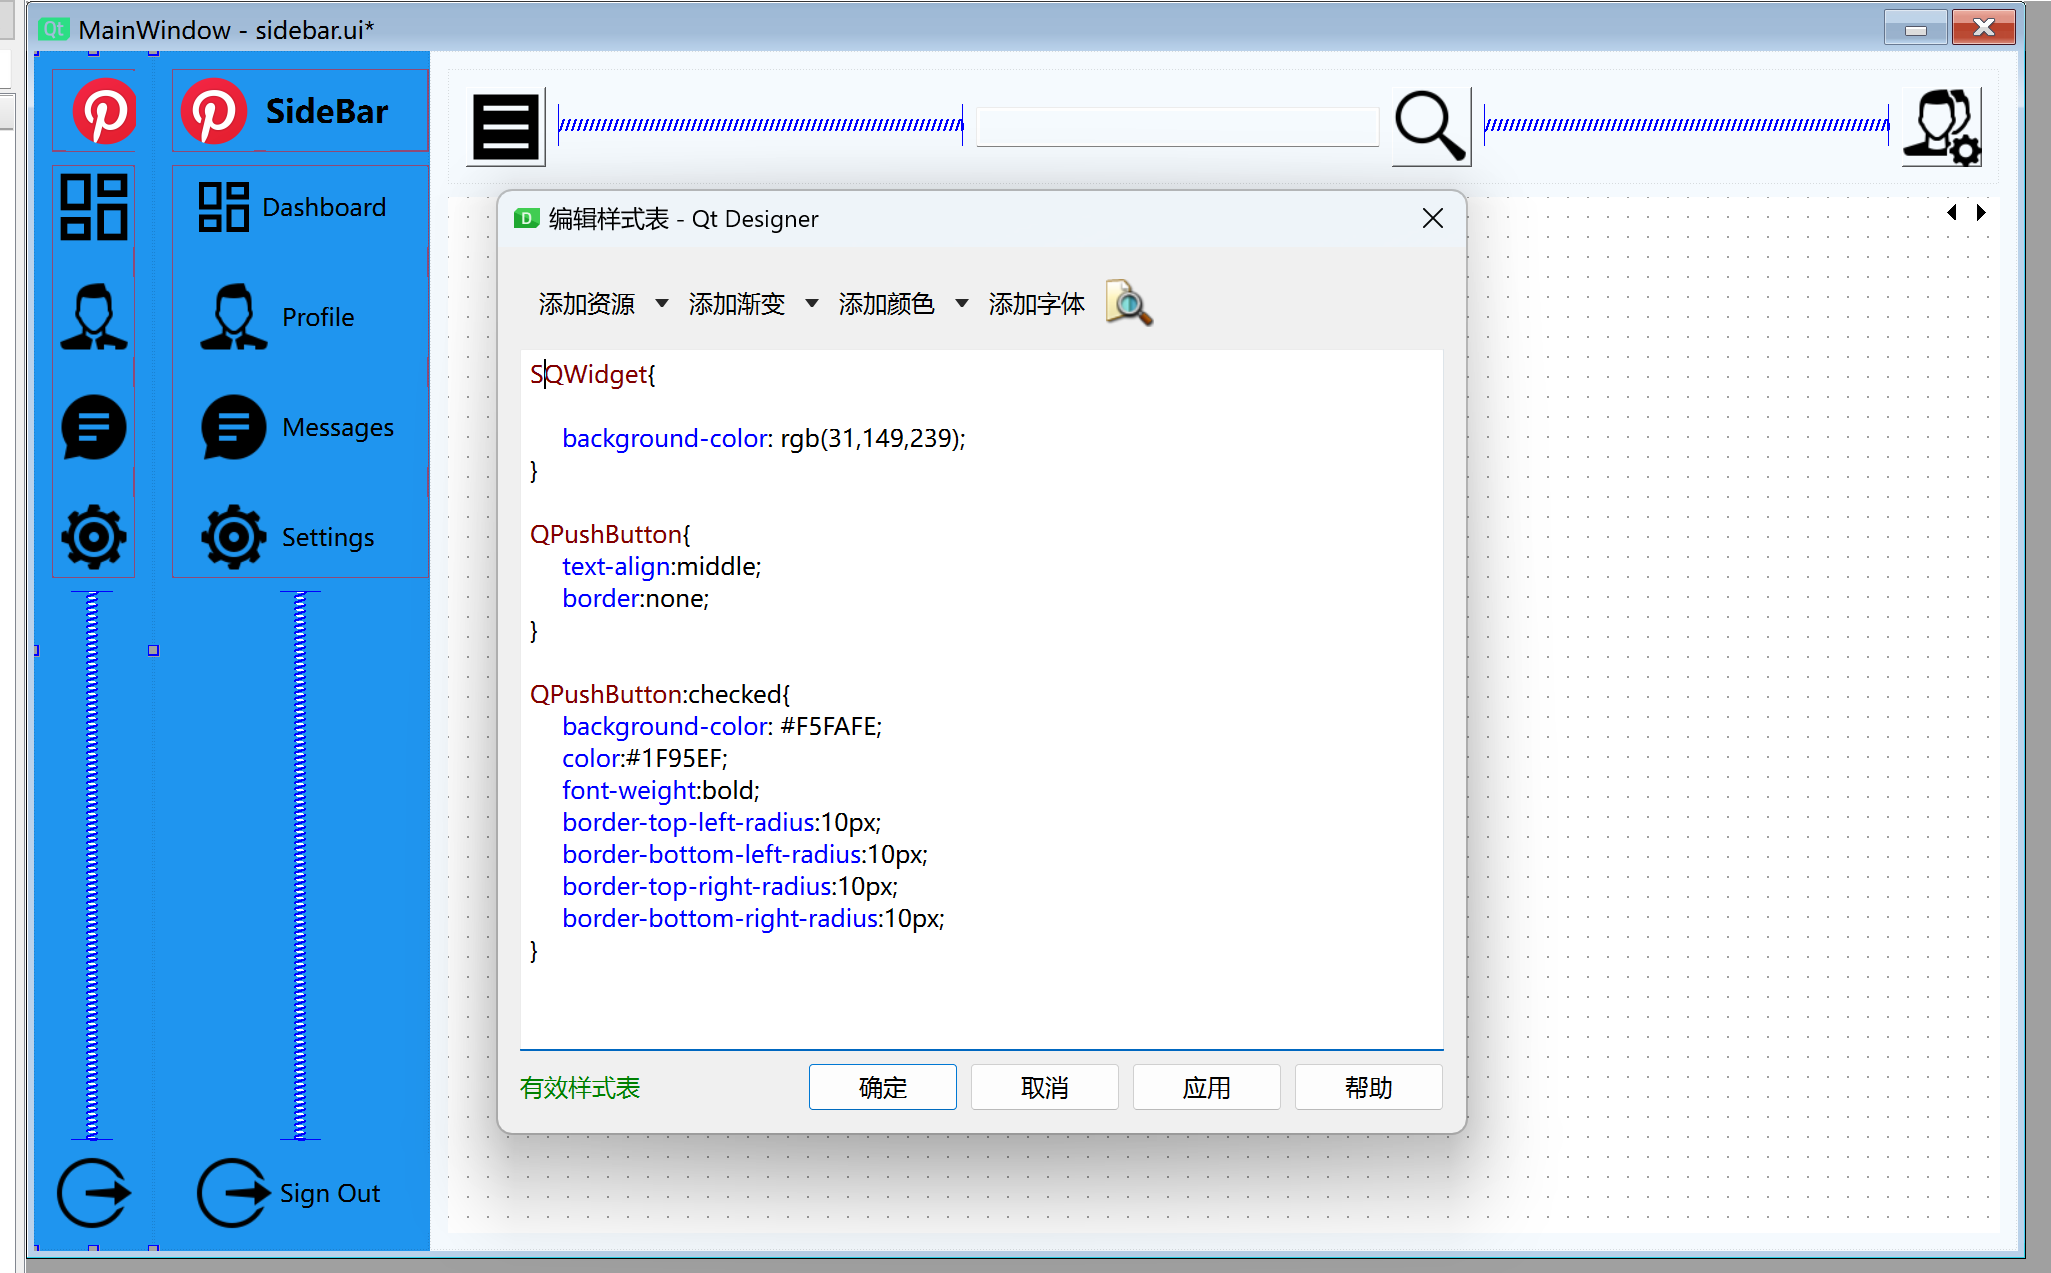 MainWindow - sidebar.ui*
SideBar
Dashboard
Profile
Messages
Settings
Sign Out
编辑样式表 - Qt Designer
添加资源 添加渐变 添加颜色 添加字体
SQWidget{
background-color: rgb(31,149,239);
}
QPushButton{
text-align:middle;
border:none;
}
QPushButton:checked{
background-color: #F5FAFE;
color:#1F95EF;
font-weight:bold;
border-top-left-radius:10px;
border-bottom-left-radius:10px;
border-top-right-radius:10px;
border-bottom-right-radius:10px;
}
有效样式表 确定 取消 应用 帮助